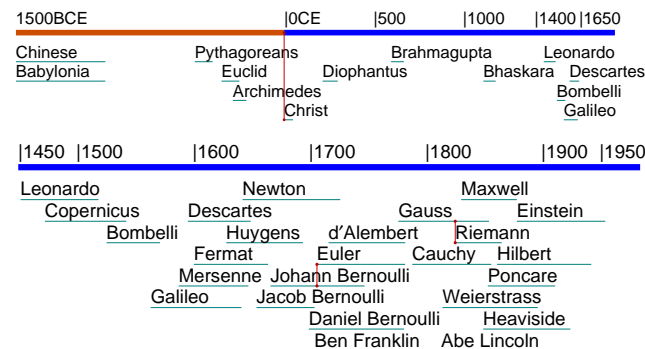 1500BCE |0CE |500 |1000 |1400 |1650
Chinese Pythagoreans Brahmagupta Leonardo
Babylonia Euclid Diophantus Bhaskara Descartes
Archimedes Bombelli
Christ Galileo
|1450 |1500 |1600 |1700 |1800 |1900 |1950
Leonardo Newton Maxwell
Copernicus Descartes Gauss Einstein
Bombelli Huygens d'Alembert Riemann
Fermat Euler Cauchy Hilbert
Mersenne Johann Bernoulli Poncare
Galileo Jacob Bernoulli Weierstrass
Daniel Bernoulli Heaviside
Ben Franklin Abe Lincoln